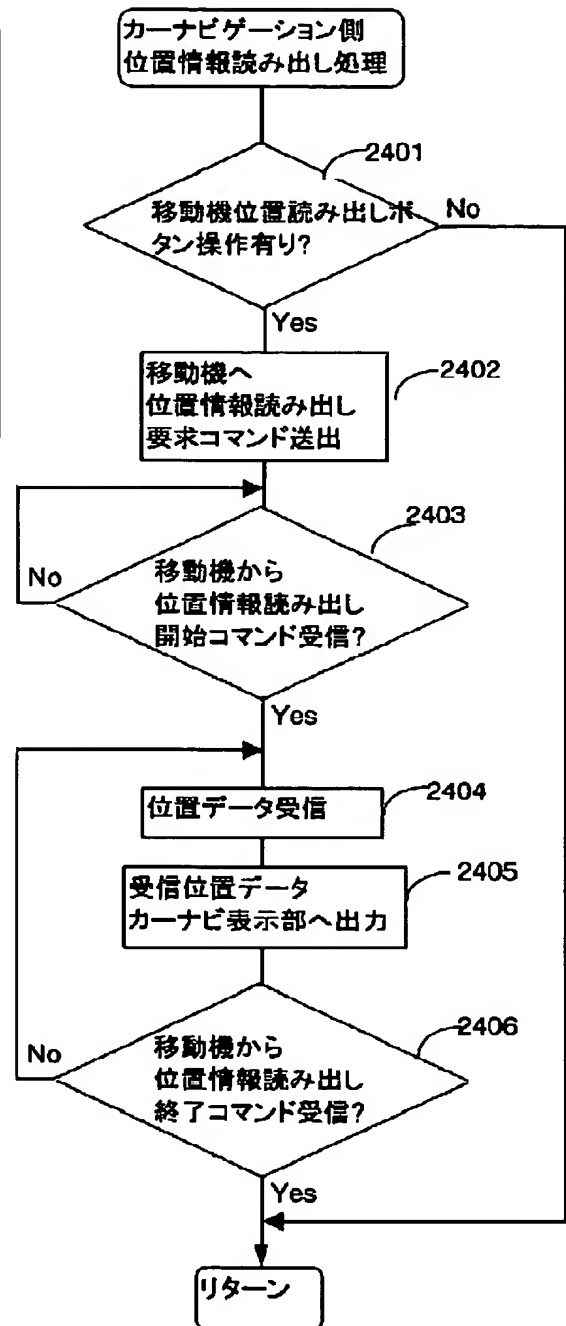 カーナビゲーション側
位置情報読み出し処理
2401
移動機位置読み出しボ
タン操作有り?
No
Yes
移動機へ
位置情報読み出し
要求コマンド送出
2402
2403
移動機から
位置情報読み出し
開始コマンド受信?
No
Yes
位置データ受信
2404
受信位置データ
カーナビ表示部へ出力
2405
2406
移動機から
位置情報読み出し
終了コマンド受信?
No
Yes
リターン